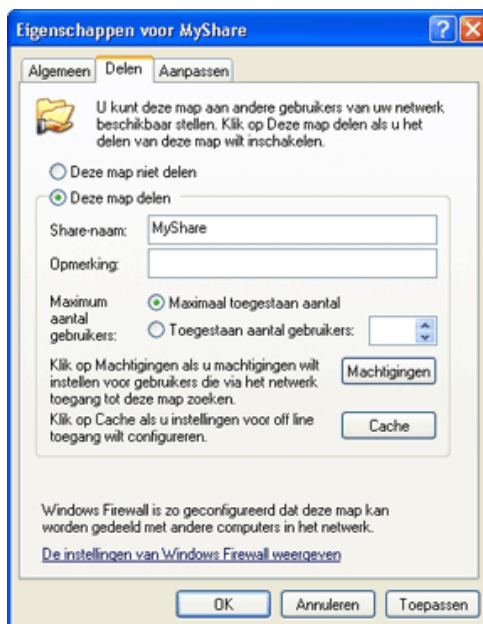 Eigenschappen voor MyShare
Algemeen Delen Aanpassen
U kunt deze map aan andere gebruikers van uw netwerk
beschikbaar stellen. Klik op Deze map delen als u het
delen van deze map wilt inschakelen.
Deze map niet delen
Deze map delen
Share-naam: MyShare
Opmerking:
Maximum
aantal
gebruikers:
Maximaal toegestaan aantal
Toegestaan aantal gebruikers:
Klik op Machtigingen als u machtigingen wilt
instellen voor gebruikers die via het netwerk
toegang tot deze map zoeken.
Machtigingen
Klik op Cache als u instellingen voor off line
toegang wilt configureren.
Cache
Windows Firewall is zo geconfigureerd dat deze map kan
worden gedeeld met andere computers in het netwerk.
De instellingen van Windows Firewall weergeven
OK Annuleren Toepassen